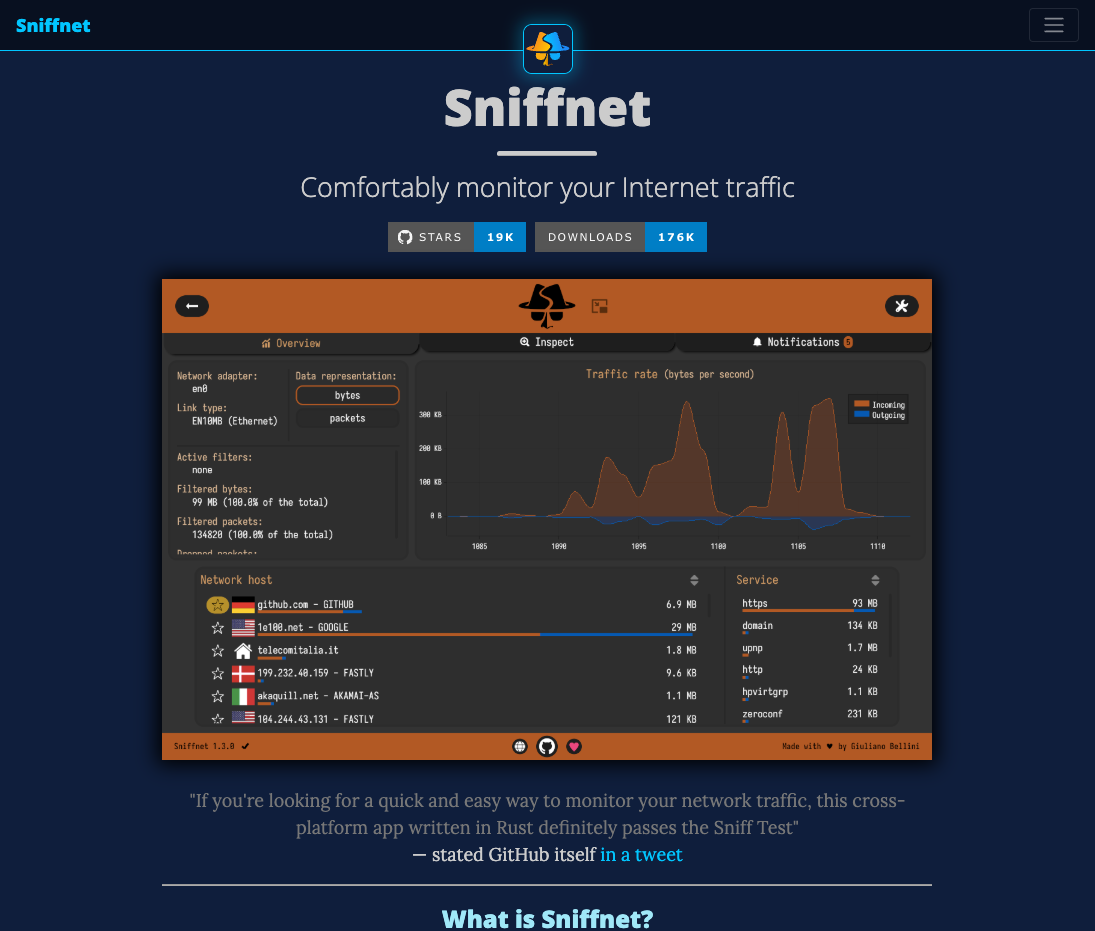 Sniffnet
Sniffnet
Comfortably monitor your Internet traffic
STARS 19K DOWNLOADS 176K
Overview Inspect Notifications 5
Network adapter:
en0
Link type:
EN10MB (Ethernet)
Data representation:
bytes
packets
Active filters:
none
Filtered bytes:
99 MB (100.0% of the total)
Filtered packets:
134820 (100.0% of the total)
Dropped packets:
Traffic rate (bytes per second)
Incoming
Outgoing
300 KB
200 KB
100 KB
0 B
1085 1090 1095 1100 1105 1110
Network host
github.com - GITHUB 6.9 MB
1e100.net - GOOGLE 29 MB
telecomitalia.it 1.8 MB
199.232.40.159 - FASTLY 9.6 KB
akaquill.net - AKAMAI-AS 1.1 MB
104.244.43.131 - FASTLY 121 KB
Service
https 93 MB
domain 134 KB
upnp 1.7 MB
http 24 KB
hpvirtgrp 1.1 KB
zeroconf 231 KB
Sniffnet 1.3.0 ✔
Made with ♥ by Giuliano Bellini
"If you're looking for a quick and easy way to monitor your network traffic, this cross-
platform app written in Rust definitely passes the Sniff Test"
— stated GitHub itself in a tweet
What is Sniffnet?